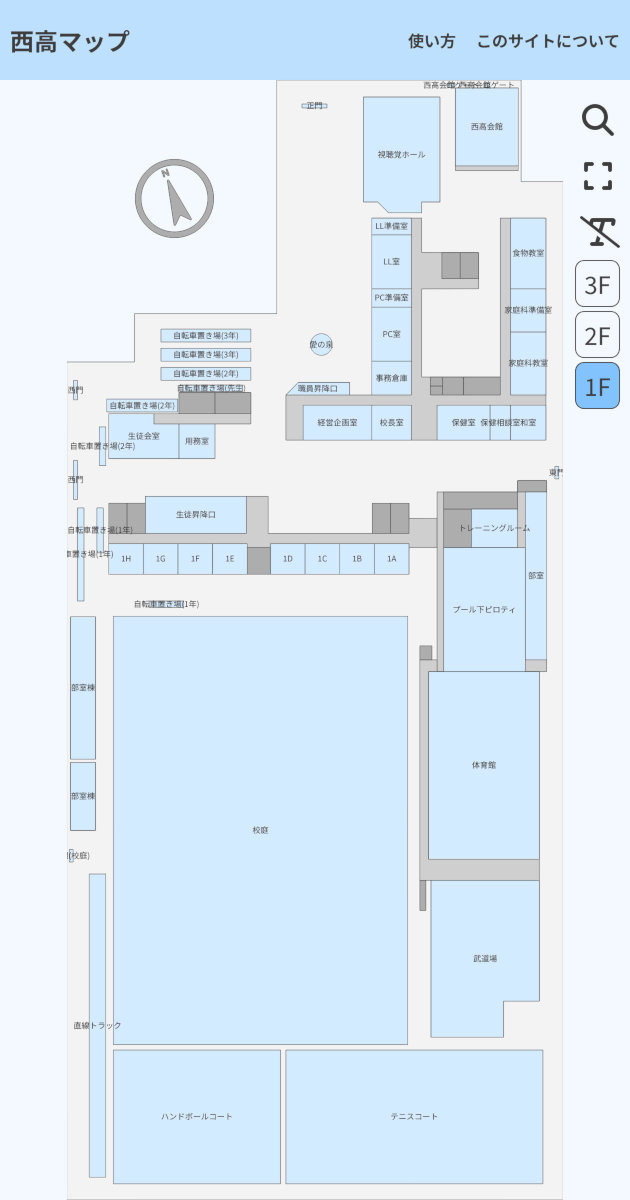 西高マップ
使い方
このサイトについて
西高会館ゲート
正門
西高会館
視聴覚ホール
N
LL準備室
LL室
食物教室
PC準備室
家庭科準備室
PC室
自転車置き場(3年)
愛の泉
自転車置き場(3年)
家庭科教室
自転車置き場(2年)
事務倉庫
自転車置き場(先生)
職員昇降口
西門
自転車置き場(2年)
生徒会室
用務室
経営企画室
校長室
保健室
保健相談室
和室
自転車置き場(2年)
西門
東門
生徒昇降口
自転車置き場(1年)
トレーニングルーム
自転車置き場(1年)
1H
1G
1F
1E
1D
1C
1B
1A
部室
自転車置き場(1年)
プール下ピロティ
部室棟
体育館
部室棟
校庭
(校庭)
武道場
直線トラック
ハンドボールコート
テニスコート
3F
2F
1F